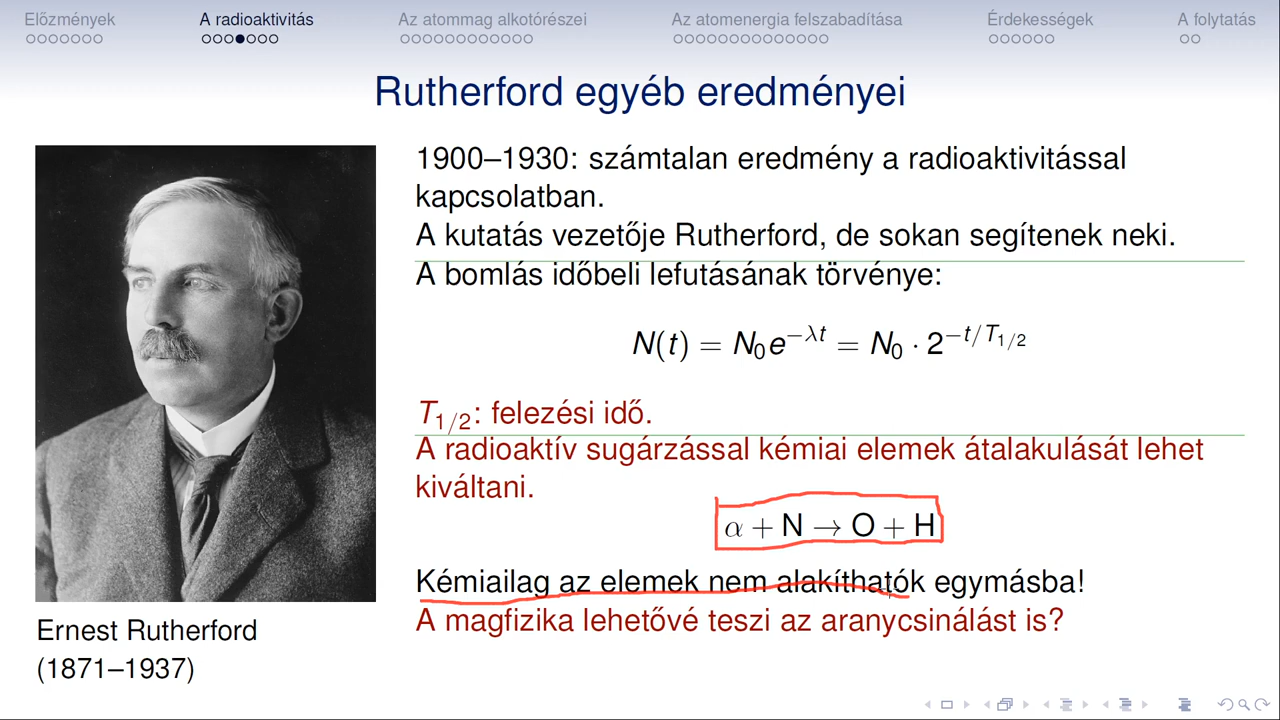 Előzmények
A radioaktivitás
Az atommag alkotórészei
Az atomenergia felszabadítása
Érdekességek
A folytatás
Rutherford egyéb eredményei
1900–1930: számtalan eredmény a radioaktivitással
kapcsolatban.
A kutatás vezetője Rutherford, de sokan segítenek neki.
A bomlás időbeli lefutásának törvénye:
N(t) = N₀e^{−λt} = N₀ · 2^{−t/T_{1/2}}
T_{1/2}: felezési idő.
A radioaktív sugárzással kémiai elemek átalakulását lehet
kiváltani.
α + N → O + H
Kémiailag az elemek nem alakíthatók egymásba!
A magfizika lehetővé teszi az aranycsinálást is?
Ernest Rutherford
(1871–1937)